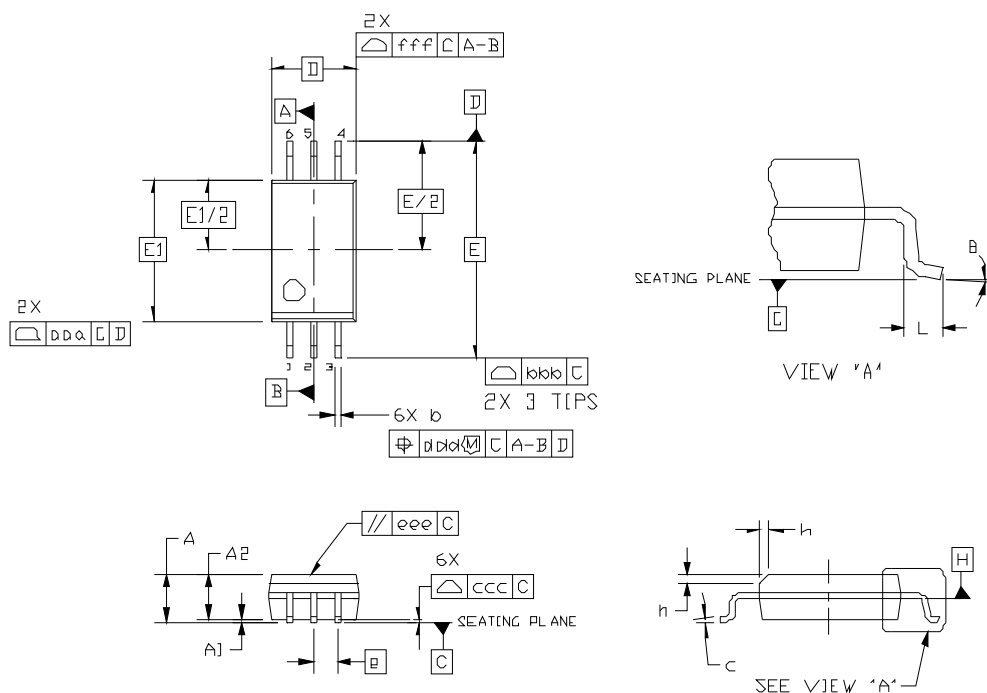 2X
fff C A-B
D
A
D
6 5 4
E1/2
E/2
E1
E
2X
aaa C D
1 2 3
B
bbb C
2X 3 TIPS
6X b
ddd M C A-B D
SEATING PLANE
C
L
θ
VIEW "A"
// eee C
A
A2
6X
ccc C
SEATING PLANE
A1
C
e
h
H
h
c
SEE VIEW "A"